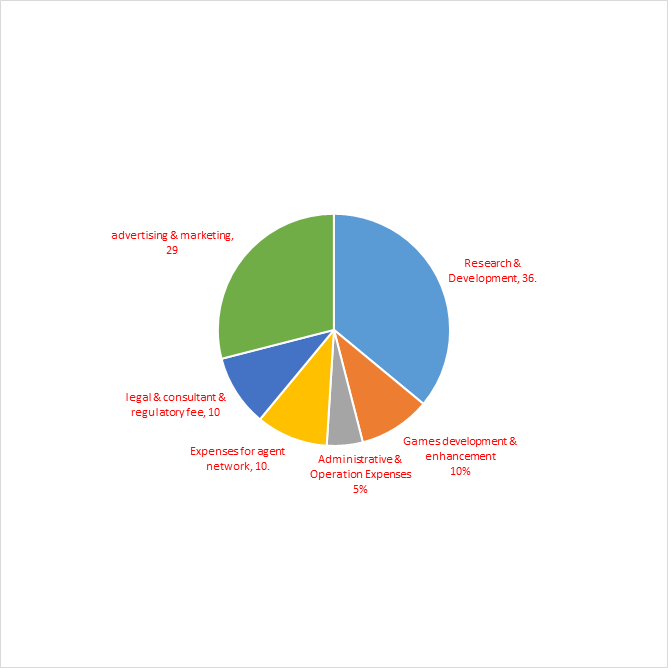 advertising & marketing,
29
Research &
Development, 36.
legal & consultant &
regulatory fee, 10
Games development &
enhancement
10%
Expenses for agent
network, 10.
Administrative &
Operation Expenses
5%